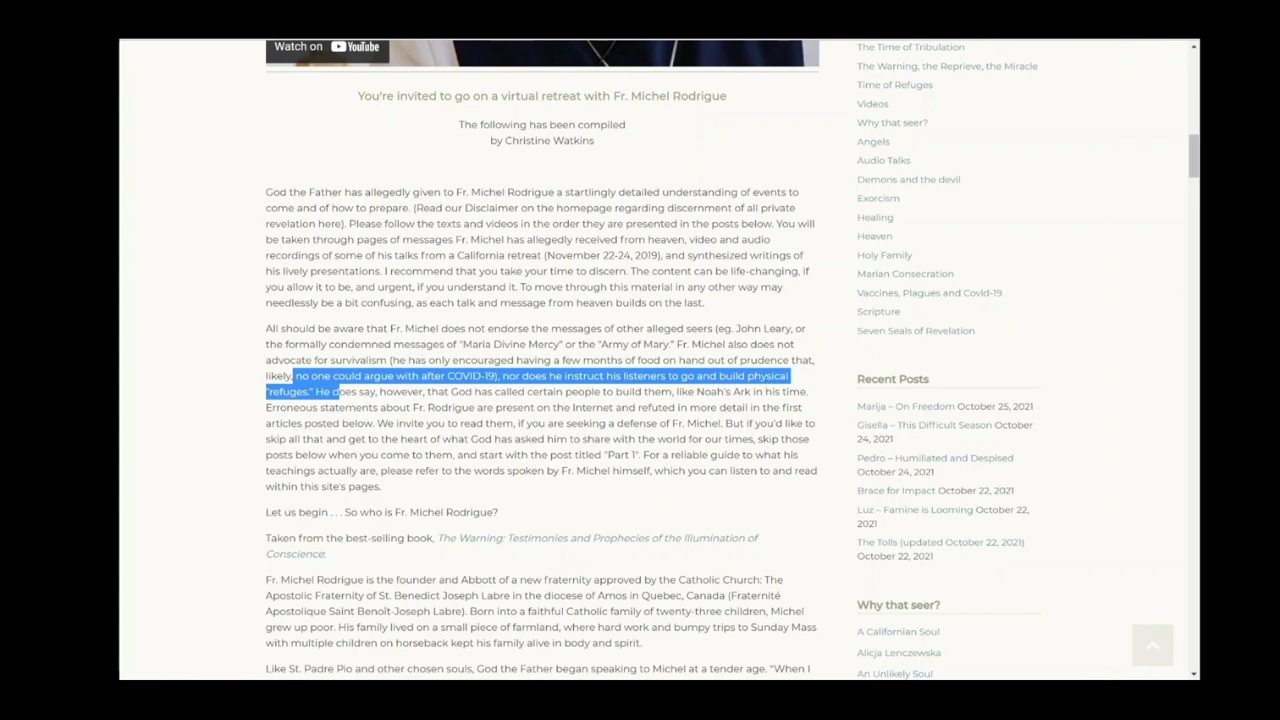 Watch on YouTube
You're invited to go on a virtual retreat with Fr. Michel Rodrigue
The following has been compiled
by Christine Watkins
God the Father has allegedly given to Fr. Michel Rodrigue a startlingly detailed understanding of events to
come and of how to prepare. (Read our Disclaimer on the homepage regarding discernment of all private
revelation here). Please follow the texts and videos in the order they are presented in the posts below. You will
be taken through pages of messages Fr. Michel has allegedly received from heaven, video and audio
recordings of some of his talks from a California retreat (November 22-24, 2019), and synthesized writings of
his lively presentations. I recommend that you take your time to discern. The content can be life-changing, if
you allow it to be, and urgent, if you understand it. To move through this material in any other way may
needlessly be a bit confusing, as each talk and message from heaven builds on the last.
All should be aware that Fr. Michel does not endorse the messages of other alleged seers (eg. John Leary, or
the formally condemned messages of "Maria Divine Mercy" or the "Army of Mary." Fr. Michel also does not
advocate for survivalism (he has only encouraged having a few months of food on hand out of prudence that,
likely, no one could argue with after COVID-19), nor does he instruct his listeners to go and build physical
"refuges." He does say, however, that God has called certain people to build them, like Noah's Ark in his time.
Erroneous statements about Fr. Rodrigue are present on the Internet and refuted in more detail in the first
articles posted below. We invite you to read them, if you are seeking a defense of Fr. Michel. But if you'd like to
skip all that and get to the heart of what God has asked him to share with the world for our times, skip those
posts below when you come to them, and start with the post titled "Part 1". For a reliable guide to what his
teachings actually are, please refer to the words spoken by Fr. Michel himself, which you can listen to and read
within this site's pages.
Let us begin . . . So who is Fr. Michel Rodrigue?
Taken from the best-selling book, The Warning: Testimonies and Prophecies of the Illumination of
Conscience:
Fr. Michel Rodrigue is the founder and Abbott of a new fraternity approved by the Catholic Church: The
Apostolic Fraternity of St. Benedict Joseph Labre in the diocese of Amos in Quebec, Canada (Fraternité
Apostolique Saint Benoît-Joseph Labre). Born into a faithful Catholic family of twenty-three children, Michel
grew up poor. His family lived on a small piece of farmland, where hard work and bumpy trips to Sunday Mass
with multiple children on horseback kept his family alive in body and spirit.
Like St. Padre Pio and other chosen souls, God the Father began speaking to Michel at a tender age. "When I
The Time of Tribulation
The Warning, the Reprieve, the Miracle
Time of Refuges
Videos
Why that seer?
Angels
Audio Talks
Demons and the devil
Exorcism
Healing
Heaven
Holy Family
Marian Consecration
Vaccines, Plagues and Covid-19
Scripture
Seven Seals of Revelation
Recent Posts
Marija – On Freedom October 25, 2021
Gisella – This Difficult Season October
24, 2021
Pedro – Humiliated and Despised
October 24, 2021
Brace for Impact October 22, 2021
Luz – Famine is Looming October 22,
2021
The Tolls (updated October 22, 2021)
October 22, 2021
Why that seer?
A Californian Soul
Alicja Lenczewska
An Unlikely Soul